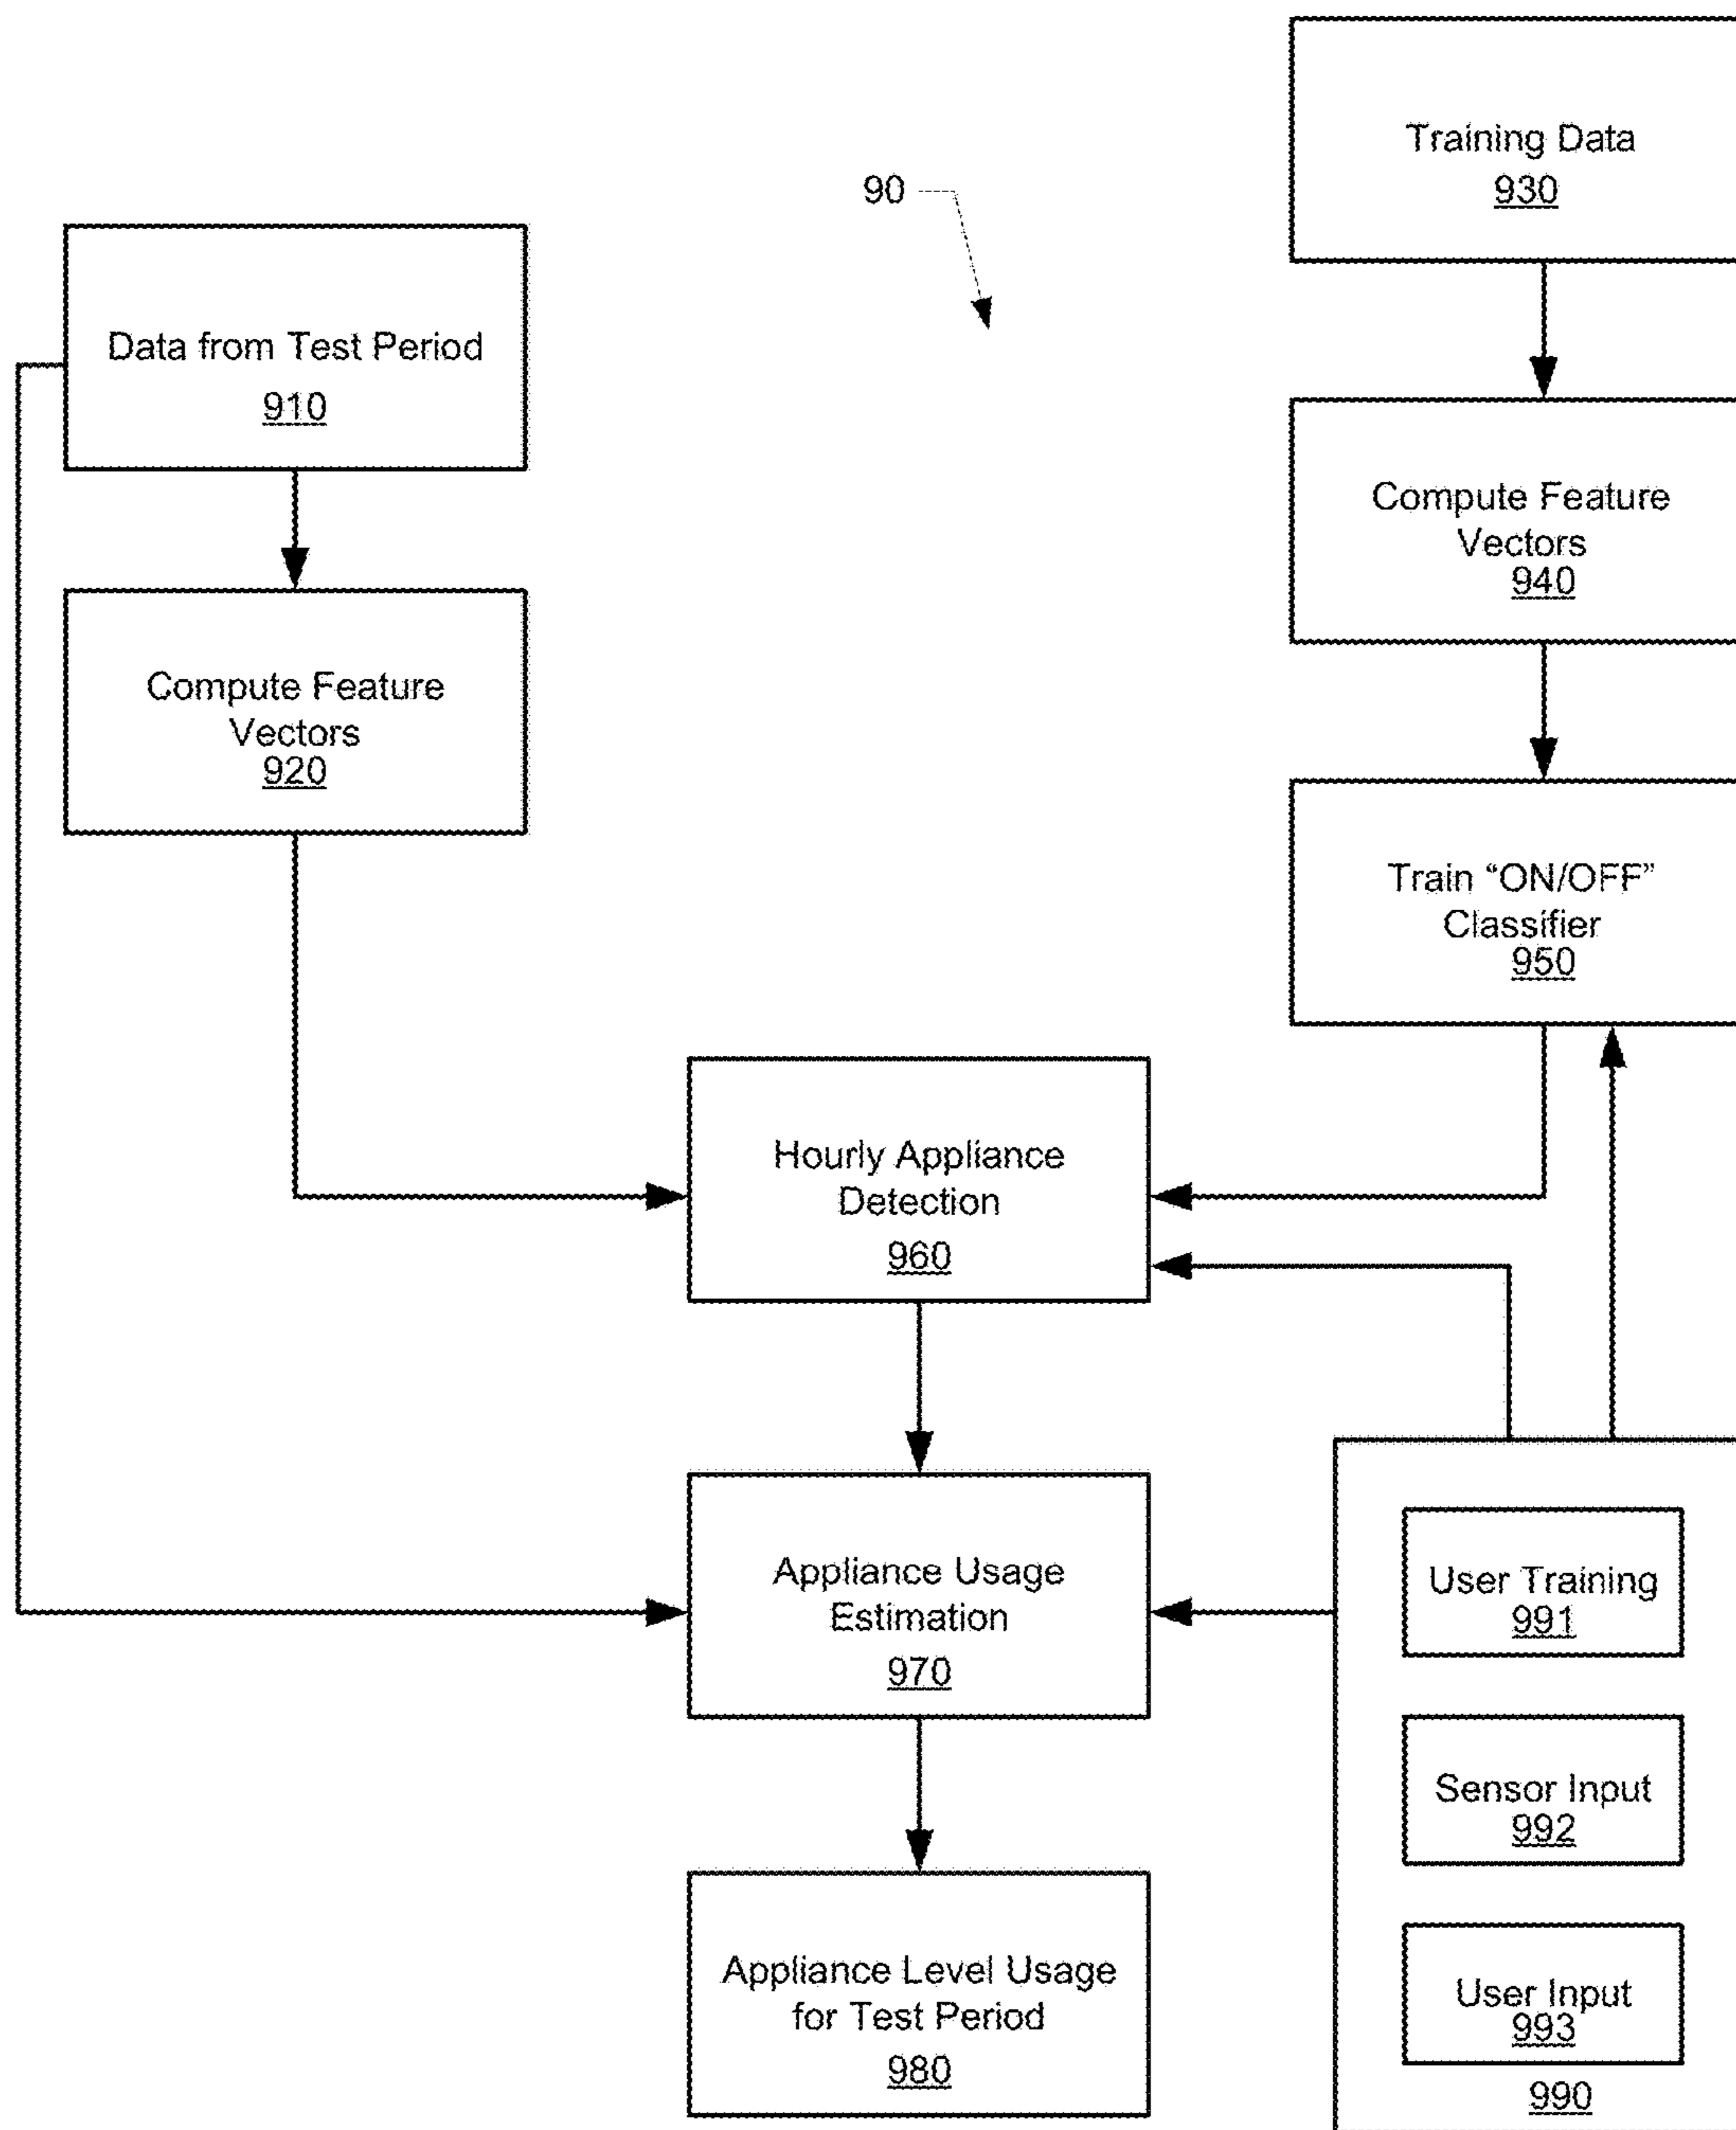 Training Data
930
90
Data from Test Period
910
Compute Feature
Vectors
940
Compute Feature
Vectors
920
Train “ON/OFF”
Classifier
950
Hourly Appliance
Detection
960
Appliance Usage
Estimation
970
User Training
991
Sensor Input
992
Appliance Level Usage
for Test Period
980
User Input
993
990